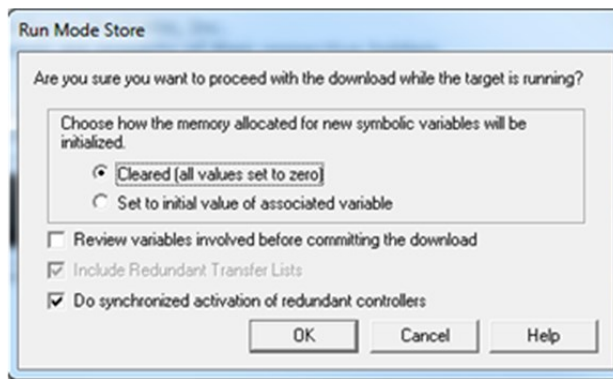 Run Mode Store
Are you sure you want to proceed with the download while the target is running?
Choose how the memory allocated for new symbolic variables will be
initialized.
Cleared (all values set to zero)
Set to initial value of associated variable
Review variables involved before committing the download
Include Redundant Transfer Lists
Do synchronized activation of redundant controllers
OK
Cancel
Help